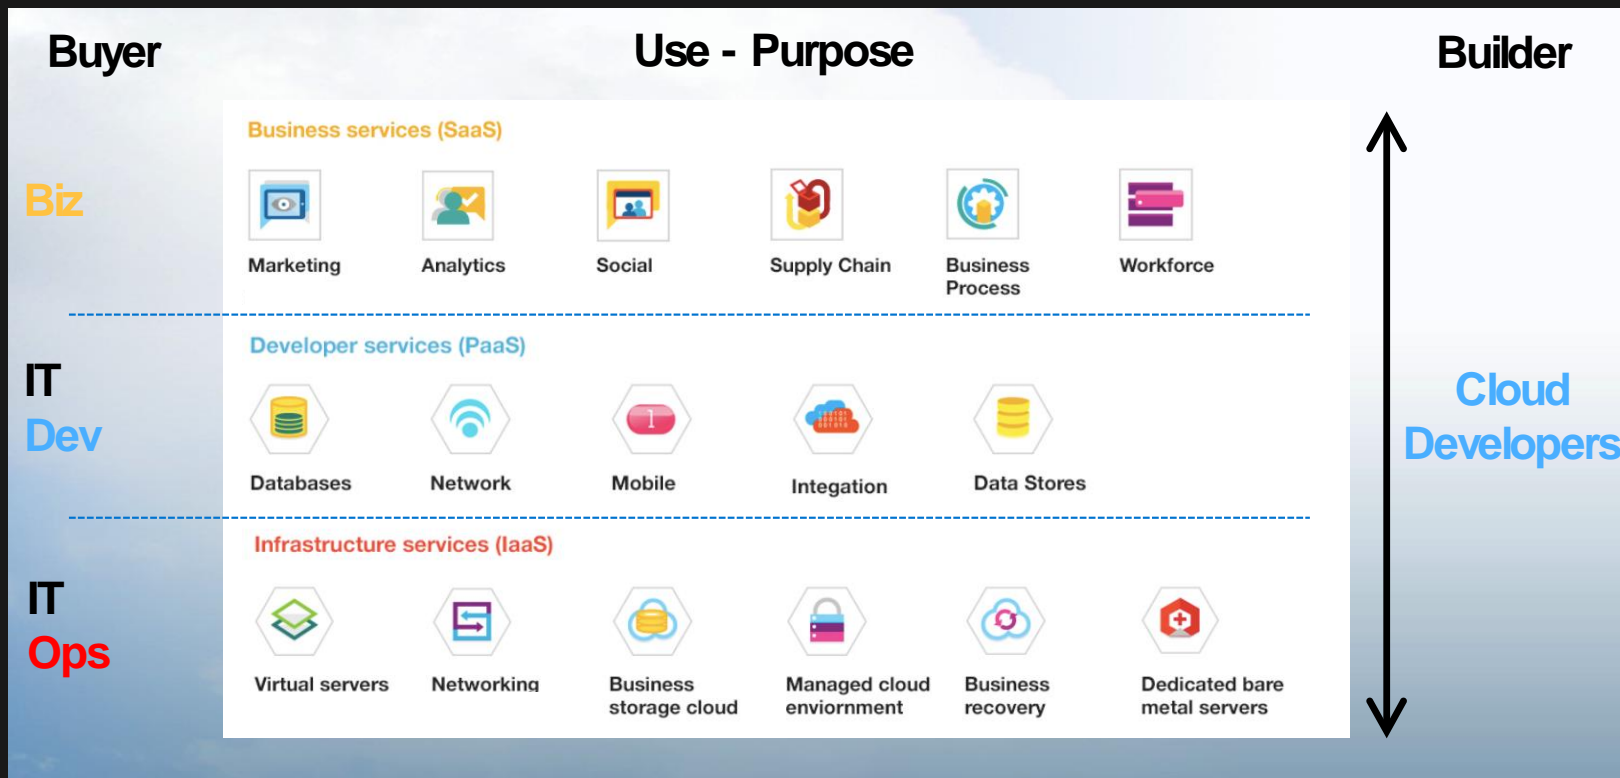 Buyer
Use - Purpose
Builder
Business services (SaaS)
Biz
Marketing
Analytics
Social
Supply Chain
Business
Process
Workforce
Developer services (PaaS)
IT
Dev
1
Databases
Network
Mobile
Integation
Data Stores
Cloud
Developers
Infrastructure services (IaaS)
IT
Ops
Virtual servers
Networking
Business
storage cloud
Managed cloud
enviornment
Business
recovery
Dedicated bare
metal servers